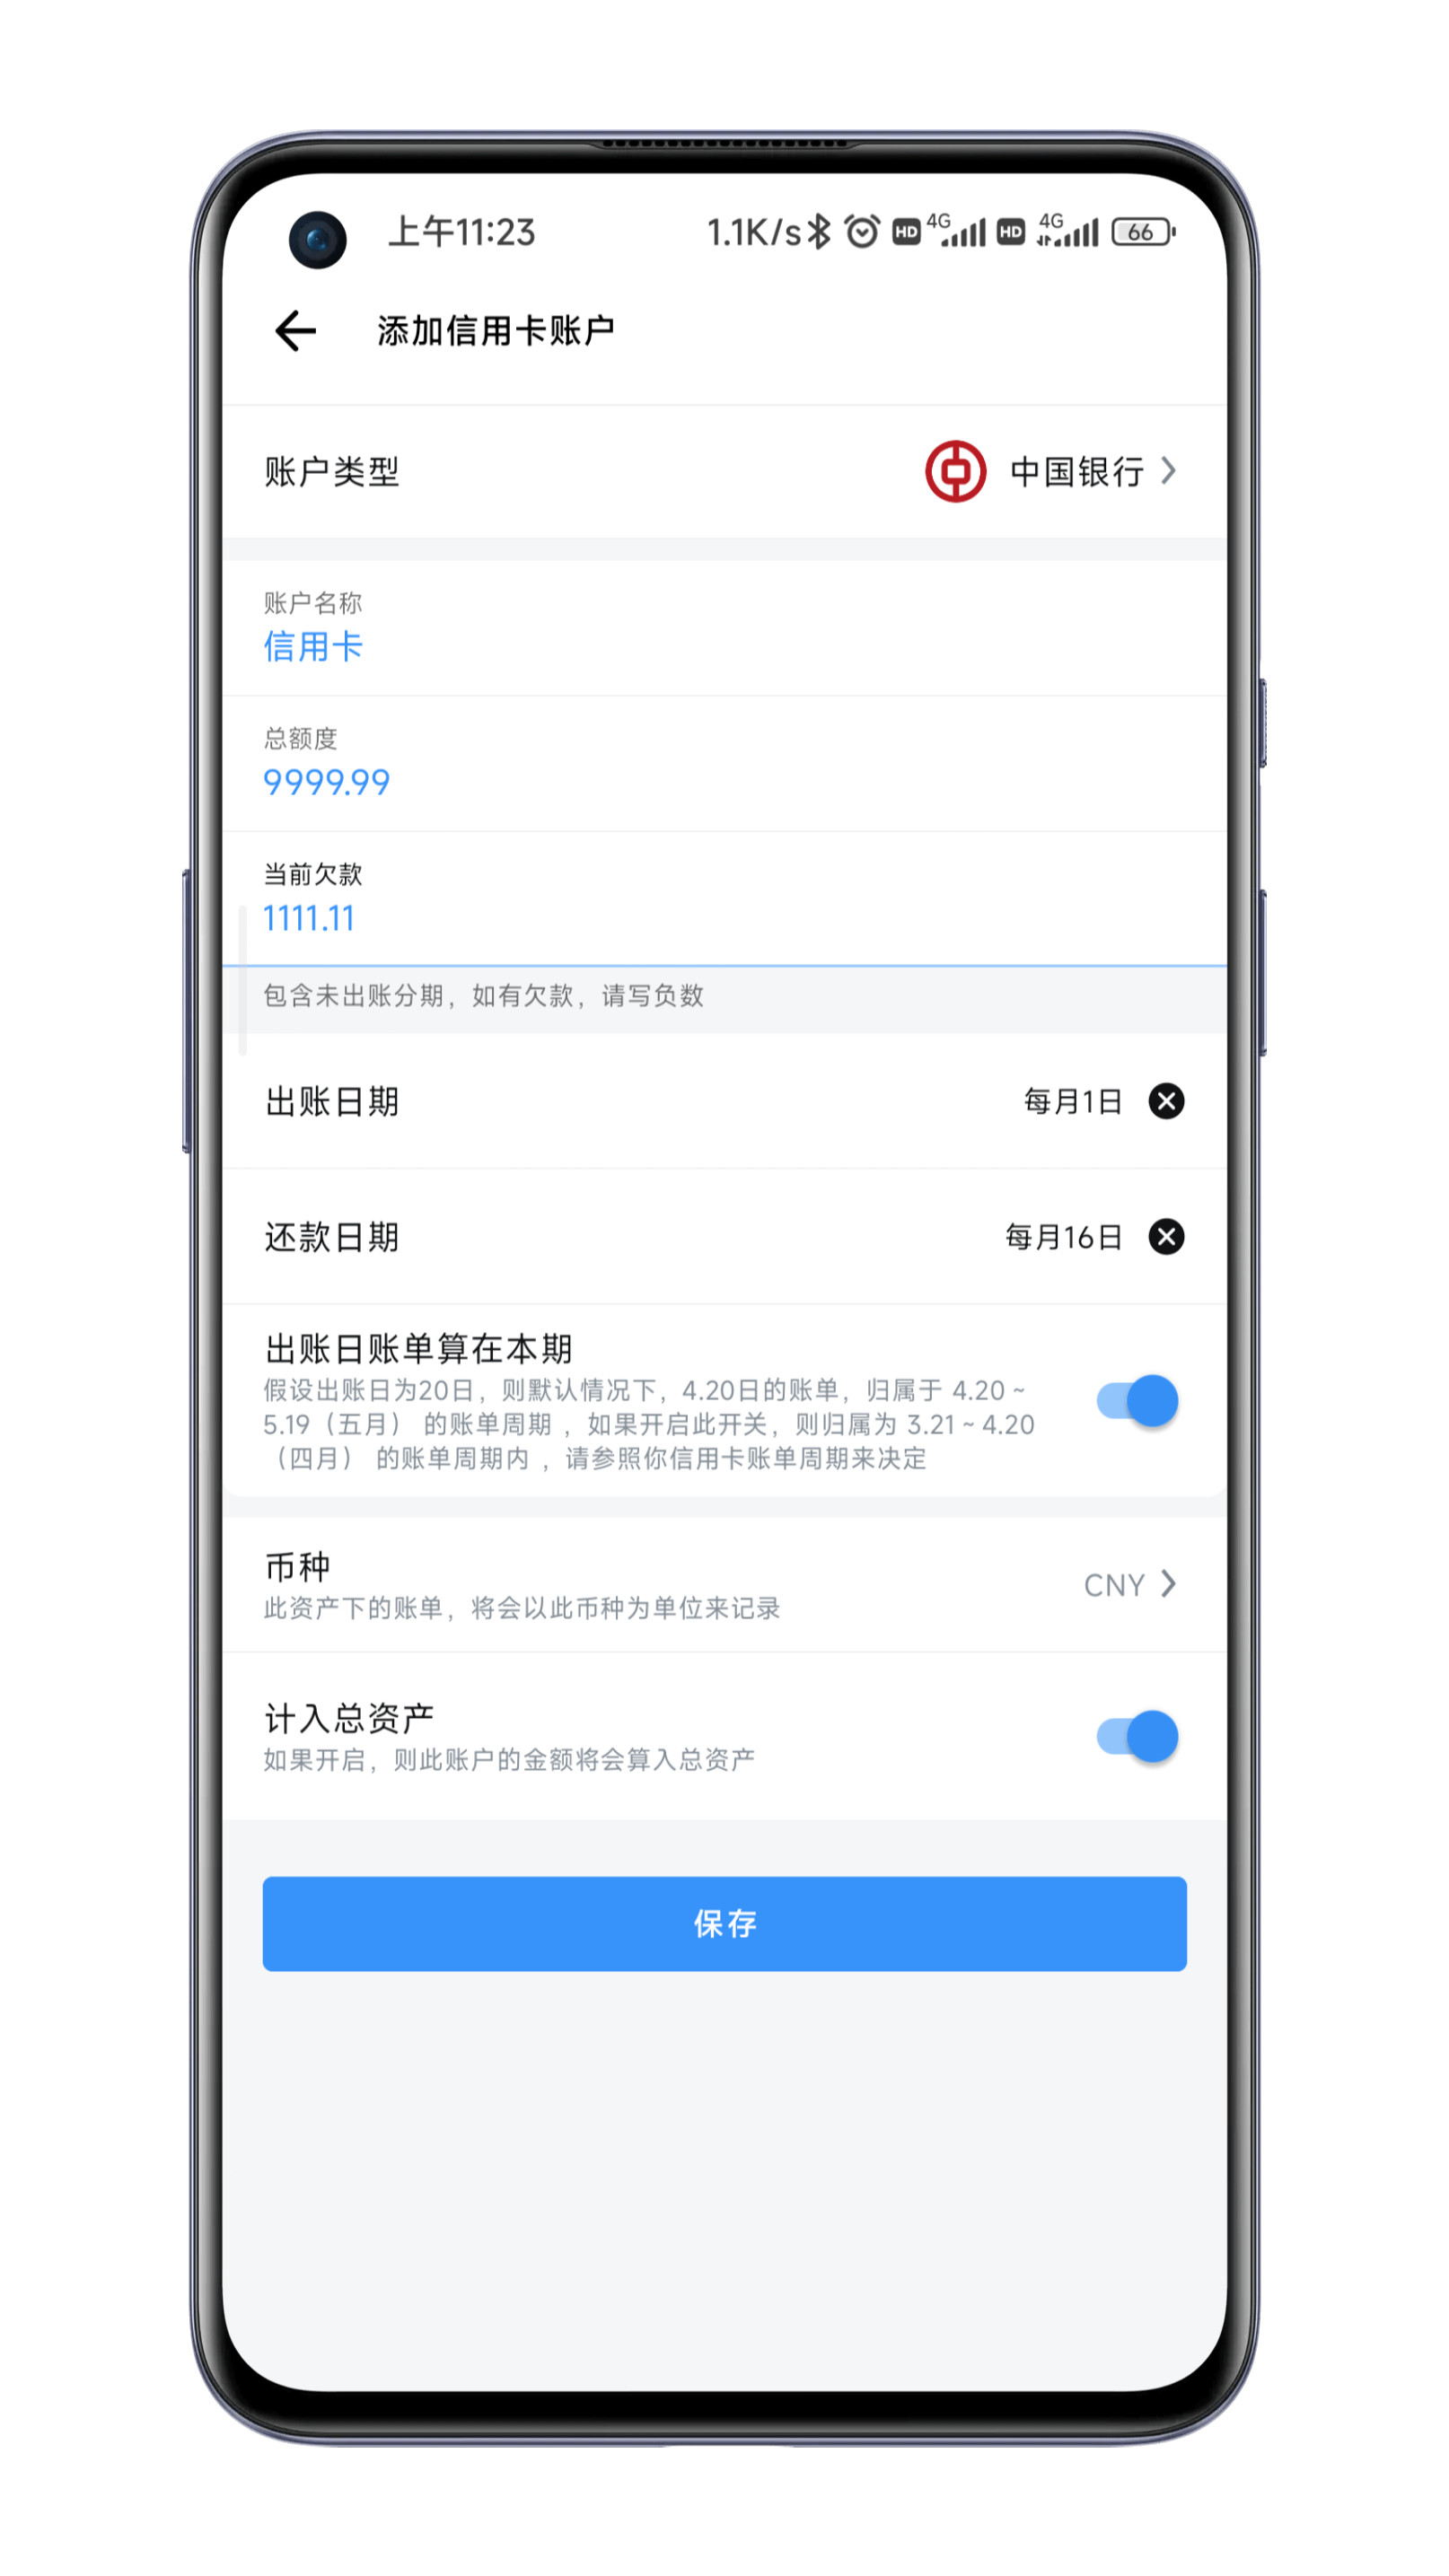 上午11:23 1.1K/s HD 4G HD 4G 66
添加信用卡账户
账户类型 中国银行
账户名称
信用卡
总额度
9999.99
当前欠款
1111.11
包含未出账分期，如有欠款，请写负数
出账日期 每月1日
还款日期 每月16日
出账日账单算在本期
假设出账日为20日，则默认情况下，4.20日的账单，归属于 4.20 ~
5.19（五月） 的账单周期 ，如果开启此开关，则归属为 3.21 ~ 4.20
（四月） 的账单周期内 ，请参照你信用卡账单周期来决定
币种
CNY
此资产下的账单，将会以此币种为单位来记录
计入总资产
如果开启，则此账户的金额将会算入总资产
保存